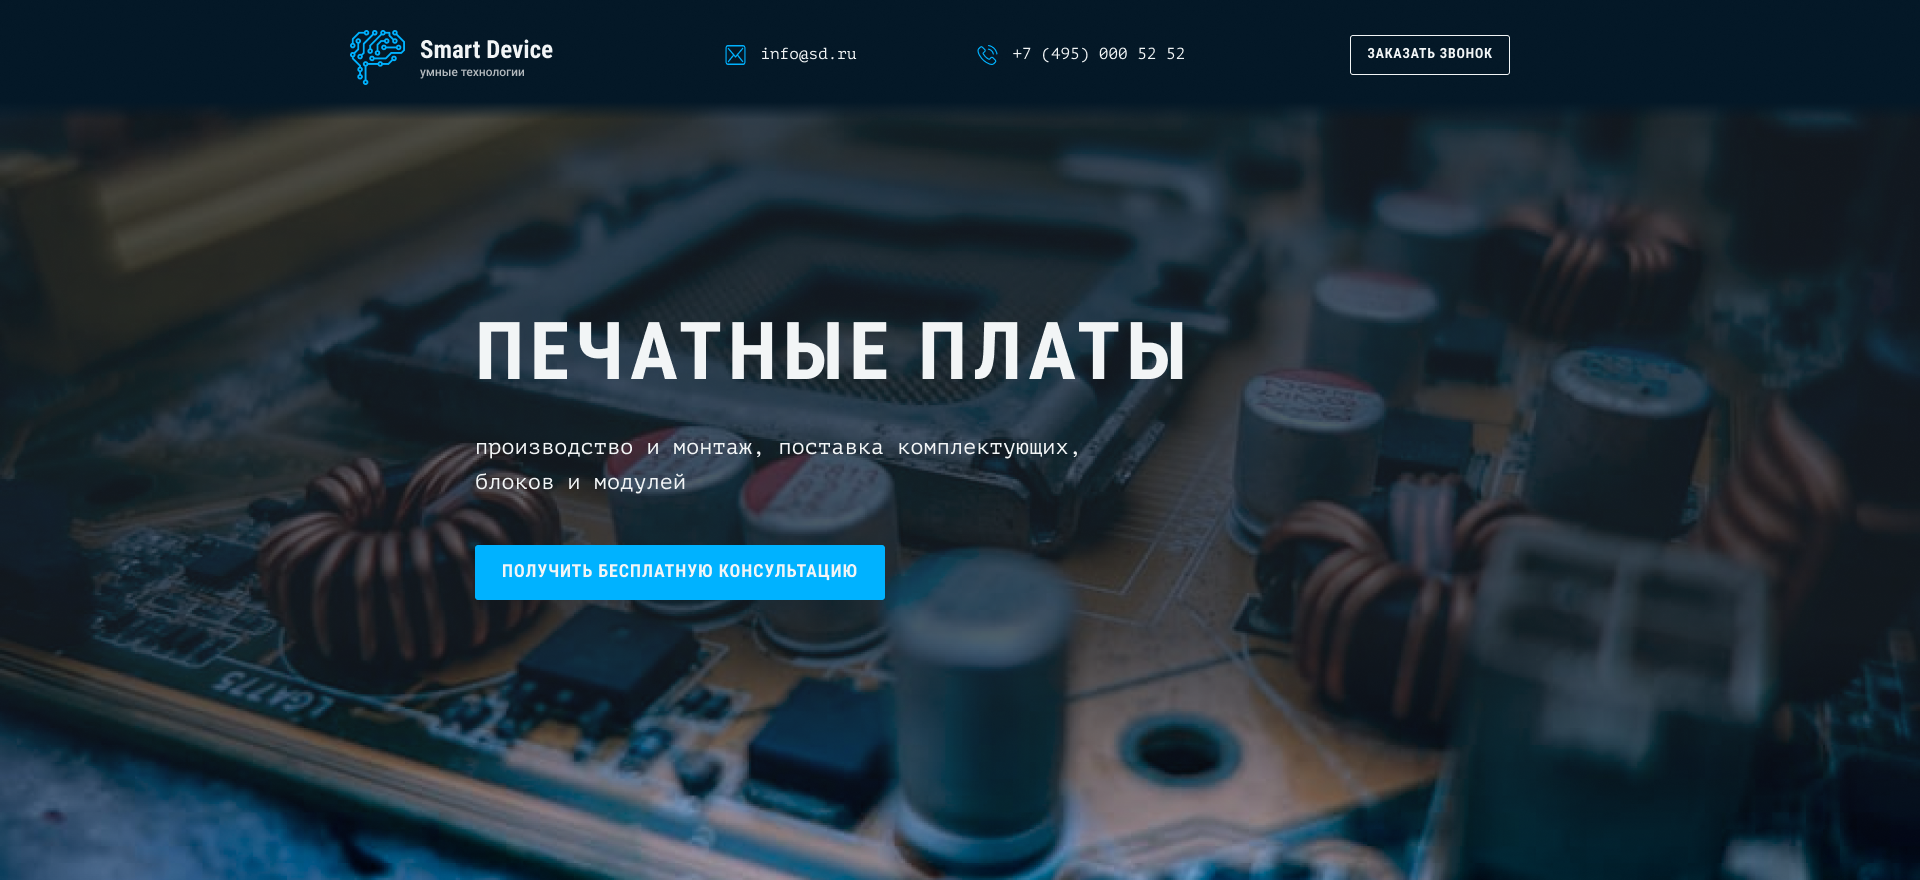 Smart Device
умные технологии
info@sd.ru
+7 (495) 000 52 52
ЗАКАЗАТЬ ЗВОНОК
ПЕЧАТНЫЕ ПЛАТЫ
производство и монтаж, поставка комплектующих,
блоков и модулей
ПОЛУЧИТЬ БЕСПЛАТНУЮ КОНСУЛЬТАЦИЮ
LGA775